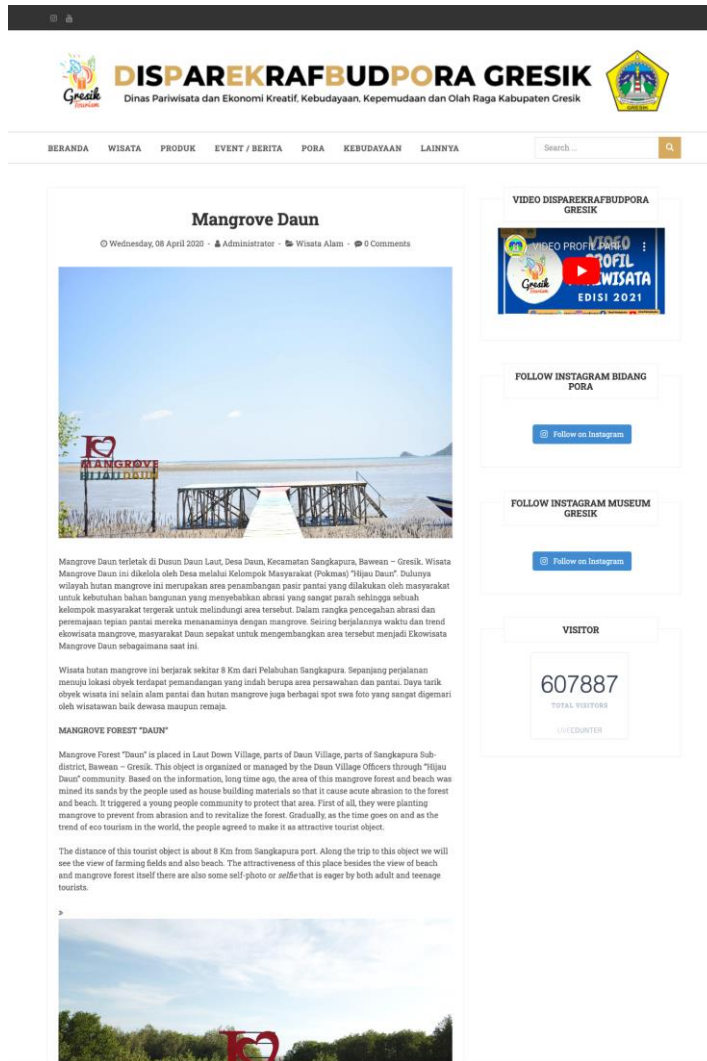 Gresik
Tourism
DISPAREKRAFBUDPORA GRESIK
Dinas Pariwisata dan Ekonomi Kreatif, Kebudayaan, Kepemudaan dan Olah Raga Kabupaten Gresik
GRESIK
BERANDA WISATA PRODUK EVENT / BERITA PORA KEBUDAYAAN LAINNYA
Search ...
Mangrove Daun
Wednesday, 08 April 2020 - Administrator - Wisata Alam - 0 Comments
I
MANGROVE
HIJAU DAUN
Mangrove Daun terletak di Dusun Daun Laut, Desa Daun, Kecamatan Sangkapura, Bawean – Gresik. Wisata
Mangrove Daun ini dikelola oleh Desa melalui Kelompok Masyarakat (Pokmas) "Hijau Daun". Dulunya
wilayah hutan mangrove ini merupakan area penambangan pasir pantai yang dilakukan oleh masyarakat
untuk kebutuhan bahan bangunan yang menyebabkan abrasi yang sangat parah sehingga sebuah
kelompok masyarakat tergerak untuk melindungi area tersebut. Dalam rangka pencegahan abrasi dan
peremajaan tepian pantai mereka menanaminya dengan mangrove. Seiring berjalannya waktu dan trend
ekowisata mangrove, masyarakat Daun sepakat untuk mengembangkan area tersebut menjadi Ekowisata
Mangrove Daun sebagaimana saat ini.
Wisata hutan mangrove ini berjarak sekitar 8 Km dari Pelabuhan Sangkapura. Sepanjang perjalanan
menuju lokasi obyek terdapat pemandangan yang indah berupa area persawahan dan pantai. Daya tarik
obyek wisata ini selain alam pantai dan hutan mangrove juga berbagai spot swa foto yang sangat digemari
oleh wisatawan baik dewasa maupun remaja.
MANGROVE FOREST "DAUN"
Mangrove Forest "Daun" is placed in Laut Down Village, parts of Daun Village, parts of Sangkapura Sub-
district, Bawean – Gresik. This object is organized or managed by the Daun Village Officers through "Hijau
Daun" community. Based on the information, long time ago, the area of this mangrove forest and beach was
mined its sands by the people used as house building materials so that it cause acute abrasion to the forest
and beach. It triggered a young people community to protect that area. First of all, they were planting
mangrove to prevent from abrasion and to revitalize the forest. Gradually, as the time goes on and as the
trend of eco tourism in the world, the people agreed to make it as attractive tourist object.
The distance of this tourist object is about 8 Km from Sangkapura port. Along the trip to this object we will
see the view of farming fields and also beach. The attractiveness of this place besides the view of beach
and mangrove forest itself there are also some self-photo or selfie that is eager by both adult and teenage
tourists.
»
I
VIDEO DISPAREKRAFBUDPORA
GRESIK
VIDEO PROFIL PARI...
VIDEO
PROFIL
PARIWISATA
EDISI 2021
Gresik
FOLLOW INSTAGRAM BIDANG
PORA
Follow on Instagram
FOLLOW INSTAGRAM MUSEUM
GRESIK
Follow on Instagram
VISITOR
607887
TOTAL VISITORS
LIVECOUNTER